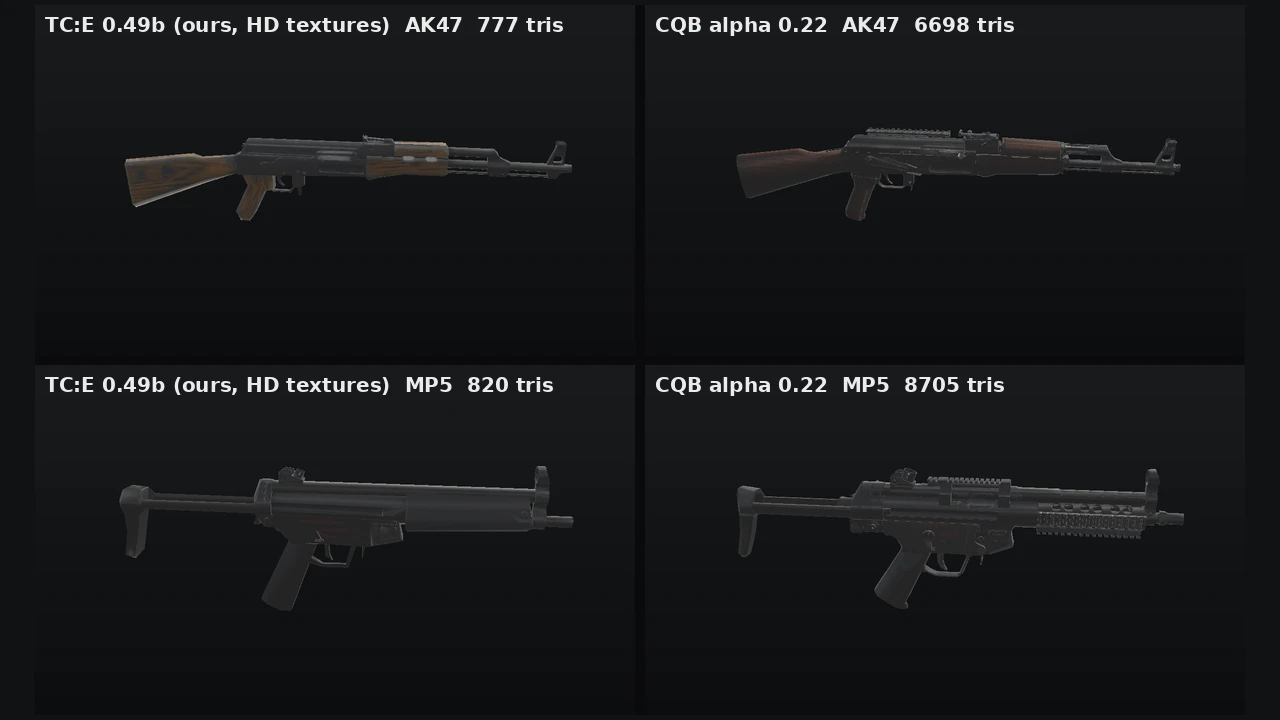 TC:E 0.49b (ours, HD textures)  AK47  777 tris
CQB alpha 0.22  AK47  6698 tris
TC:E 0.49b (ours, HD textures)  MP5  820 tris
CQB alpha 0.22  MP5  8705 tris